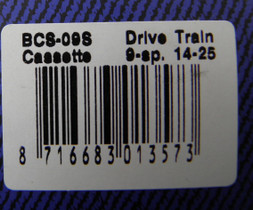 BCS-09S Drive Train
Cassette 9-sp. 14-25
8 716683 013573